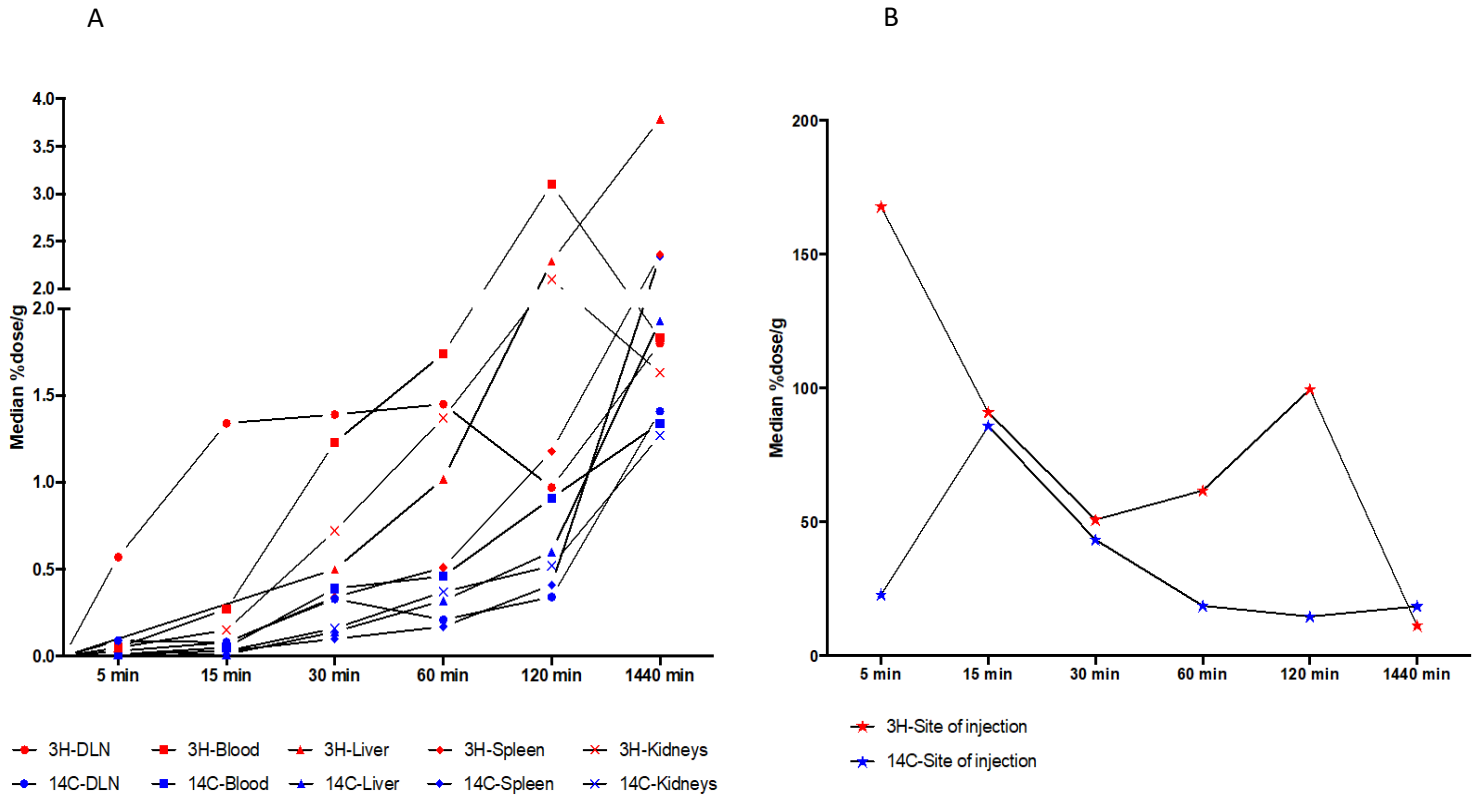 A
B
Median %dose/g
4.0
3.5
3.0
2.5
2.0
2.0
1.5
1.0
0.5
0.0
5 min 15 min 30 min 60 min 120 min 1440 min
3H-DLN 3H-Blood 3H-Liver 3H-Spleen 3H-Kidneys
14C-DLN 14C-Blood 14C-Liver 14C-Spleen 14C-Kidneys
Median %dose/g
200
150
100
50
0
5 min 15 min 30 min 60 min 120 min 1440 min
3H-Site of injection
14C-Site of injection